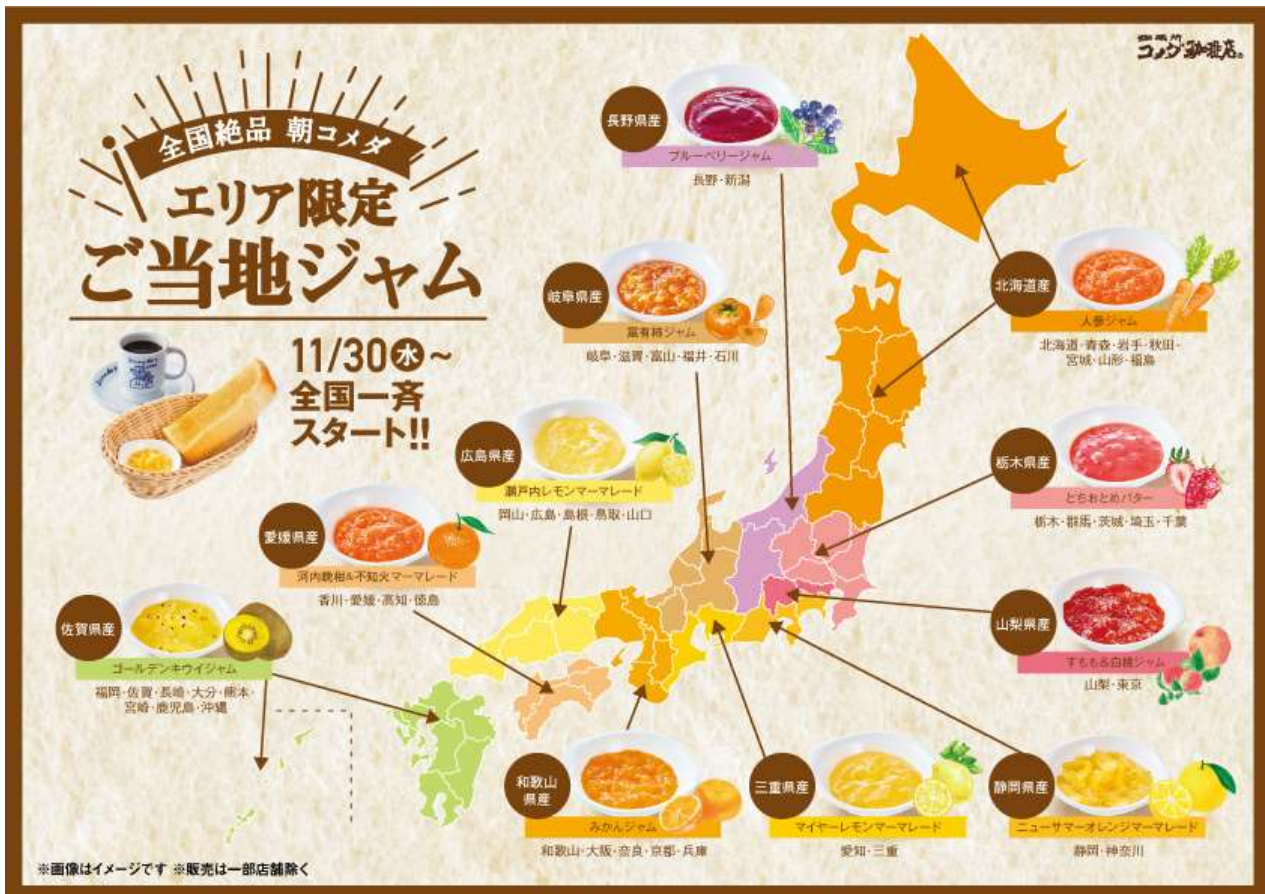 珈琲所
コメダ珈琲店®
全国絶品 朝コメダ
エリア限定
ご当地ジャム
11/30水~
全国一斉
スタート!!
長野県産
ブルーベリージャム
長野・新潟
岐阜県産
富有柿ジャム
岐阜・滋賀・富山・福井・石川
北海道産
人参ジャム
北海道・青森・岩手・秋田・
宮城・山形・福島
広島県産
瀬戸内レモンマーマレード
岡山・広島・島根・鳥取・山口
栃木県産
とちおとめバター
栃木・群馬・茨城・埼玉・千葉
愛媛県産
河内晩柑&不知火マーマレード
香川・愛媛・高知・徳島
佐賀県産
ゴールデンキウイジャム
福岡・佐賀・長崎・大分・熊本・
宮崎・鹿児島・沖縄
山梨県産
すもも&白桃ジャム
山梨・東京
和歌山
県産
みかんジャム
和歌山・大阪・奈良・京都・兵庫
三重県産
マイヤーレモンマーマレード
愛知・三重
静岡県産
ニューサマーオレンジマーマレード
静岡・神奈川
※画像はイメージです ※販売は一部店舗除く